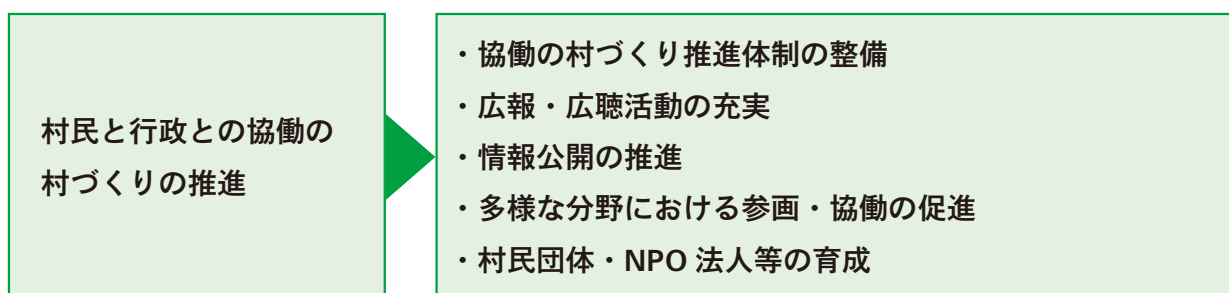 村民と行政との協働の
村づくりの推進
・協働の村づくり推進体制の整備
・広報・広聴活動の充実
・情報公開の推進
・多様な分野における参画・協働の促進
・村民団体・NPO 法人等の育成